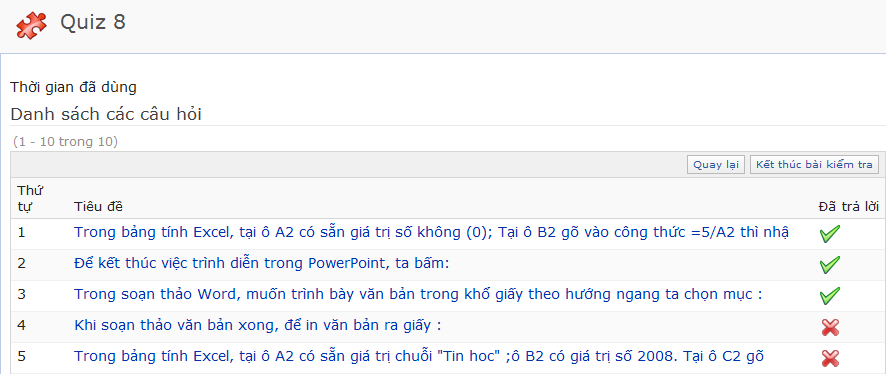 Quiz 8
Thời gian đã dùng
Danh sách các câu hỏi
(1 - 10 trong 10)
Quay lại Kết thúc bài kiểm tra
Thứ tự Tiêu đề Đã trả lời
1 Trong bảng tính Excel, tại ô A2 có sẵn giá trị số không (0); Tại ô B2 gõ vào công thức =5/A2 thì nhậ
2 Để kết thúc việc trình diễn trong PowerPoint, ta bấm:
3 Trong soạn thảo Word, muốn trình bày văn bản trong khổ giấy theo hướng ngang ta chọn mục :
4 Khi soạn thảo văn bản xong, để in văn bản ra giấy :
5 Trong bảng tính Excel, tại ô A2 có sẵn giá trị chuỗi "Tin học" ;ô B2 có giá trị số 2008. Tại ô C2 gõ